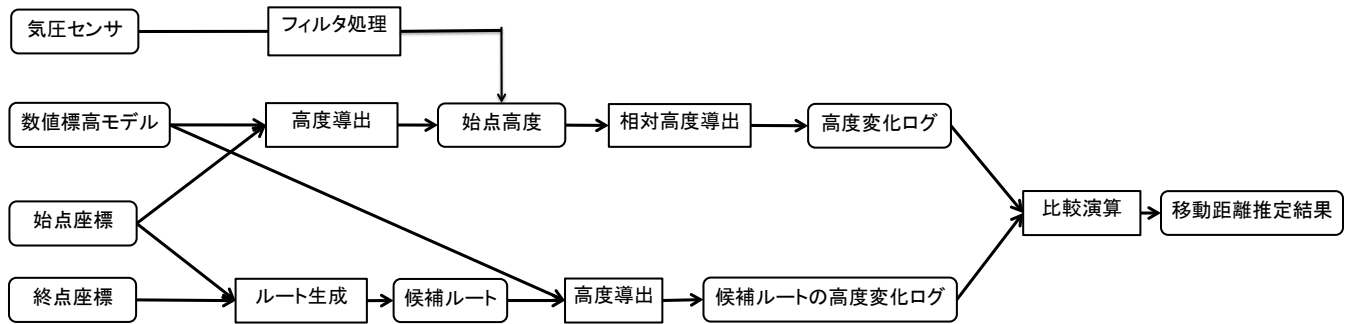 気圧センサ
フィルタ処理
数値標高モデル
高度導出
始点高度
相対高度導出
高度変化ログ
始点座標
比較演算
移動距離推定結果
終点座標
ルート生成
候補ルート
高度導出
候補ルートの高度変化ログ